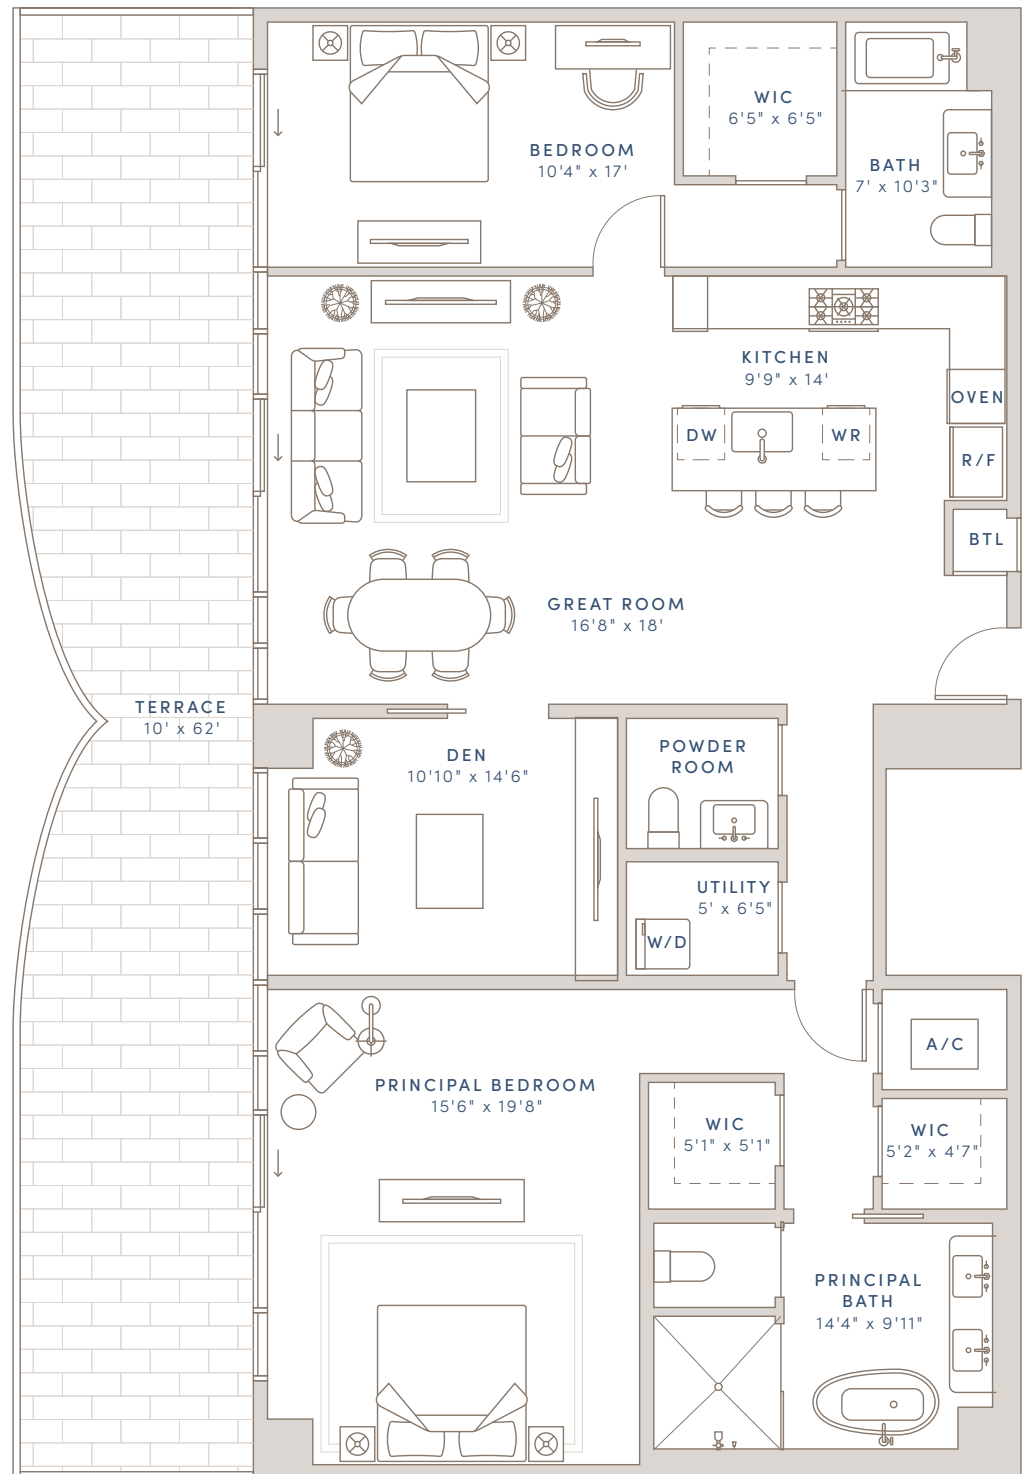 WIC
6'5" x 6'5"
BEDROOM
10'4" x 17'
BATH
7' x 10'3"
KITCHEN
9'9" x 14'
OVEN
DW
WR
R/F
BTL
GREAT ROOM
16'8" x 18'
TERRACE
10' x 62'
DEN
10'10" x 14'6"
POWDER
ROOM
UTILITY
5' x 6'5"
W/D
A/C
PRINCIPAL BEDROOM
15'6" x 19'8"
WIC
5'1" x 5'1"
WIC
5'2" x 4'7"
PRINCIPAL
BATH
14'4" x 9'11"